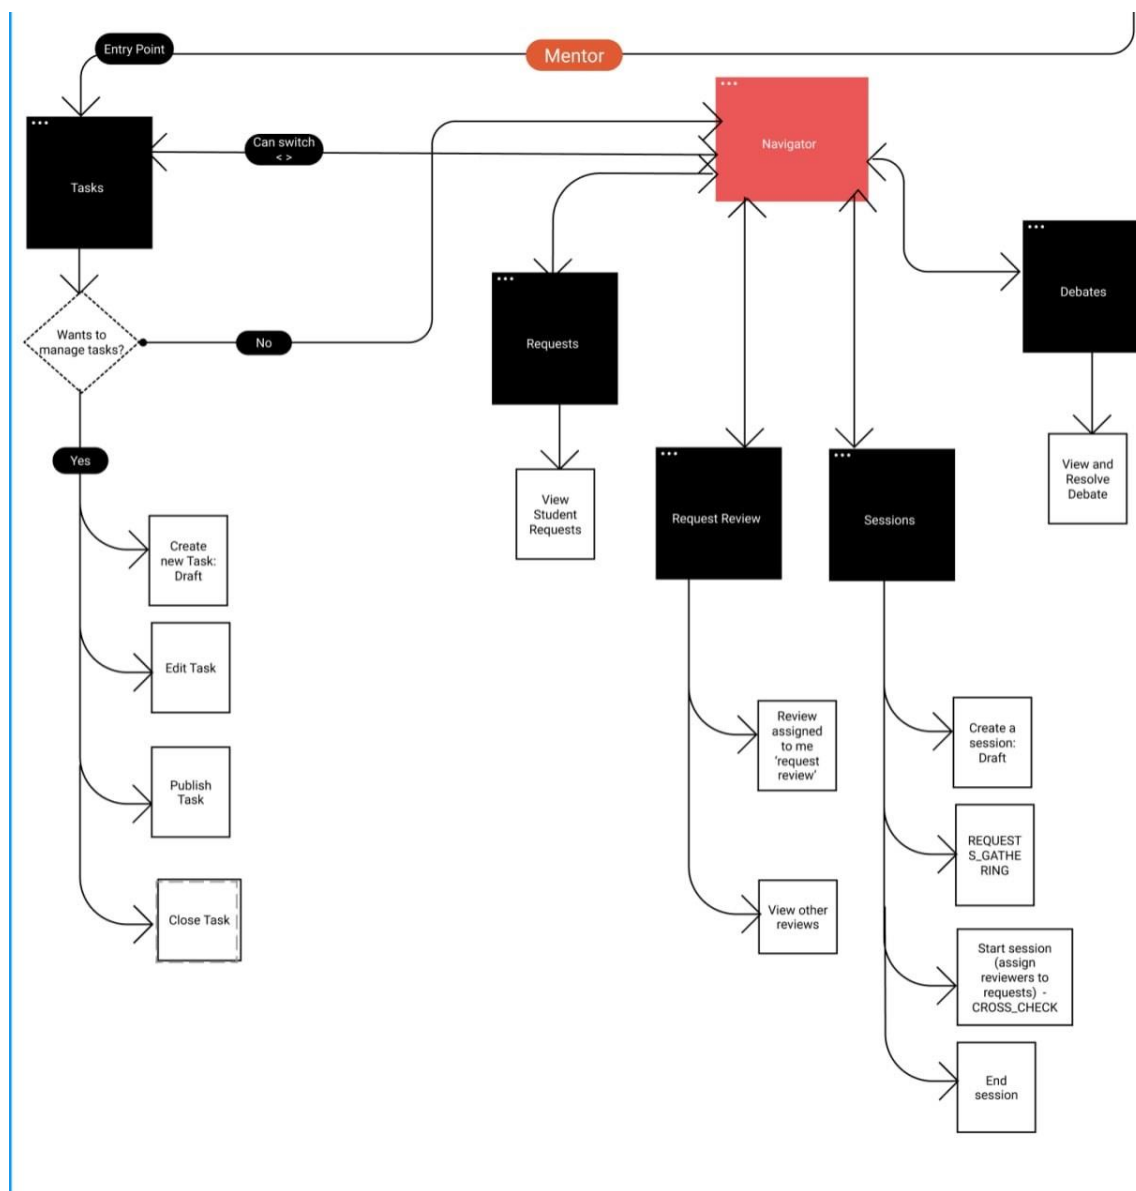 Entry Point
Mentor
Can switch
< >
Navigator
Tasks
Debates
Wants to
manage tasks?
No
Requests
Yes
View and
Resolve
Debate
View
Student
Requests
Request Review
Sessions
Create
new Task:
Draft
Edit Task
Review
assigned
to me
'request
review'
Create a
session:
Draft
Publish
Task
REQUEST
S_GATHE
RING
Close Task
View other
reviews
Start session
(assign
reviewers to
requests) -
CROSS_CHECK
End
session